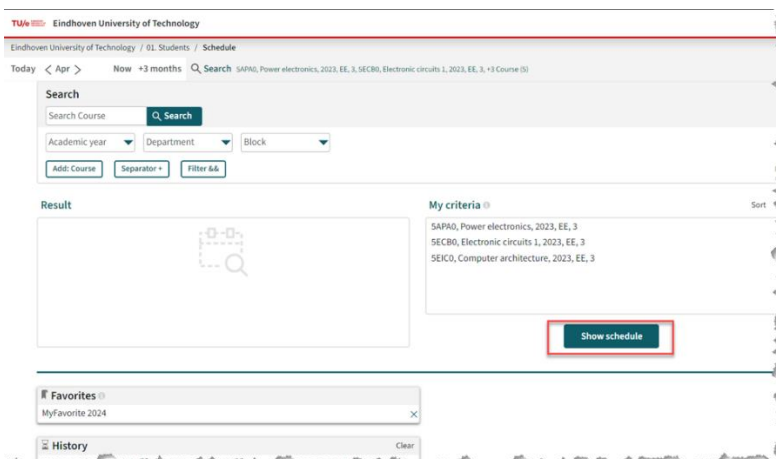 TU/e Eindhoven University of Technology
Eindhoven University of Technology / 01. Students / Schedule
Today < Apr > Now +3 months Search 5APA0, Power electronics, 2023, EE, 3, 5ECB0, Electronic circuits 1, 2023, EE, 3, +3 Course (5)
Search
Search Course Search
Academic year Department Block
Add: Course Separator + Filter &&
Result
My criteria Sort
5APA0, Power electronics, 2023, EE, 3
5ECB0, Electronic circuits 1, 2023, EE, 3
5EIC0, Computer architecture, 2023, EE, 3
Show schedule
Favorites
MyFavorite 2024 ×
History Clear